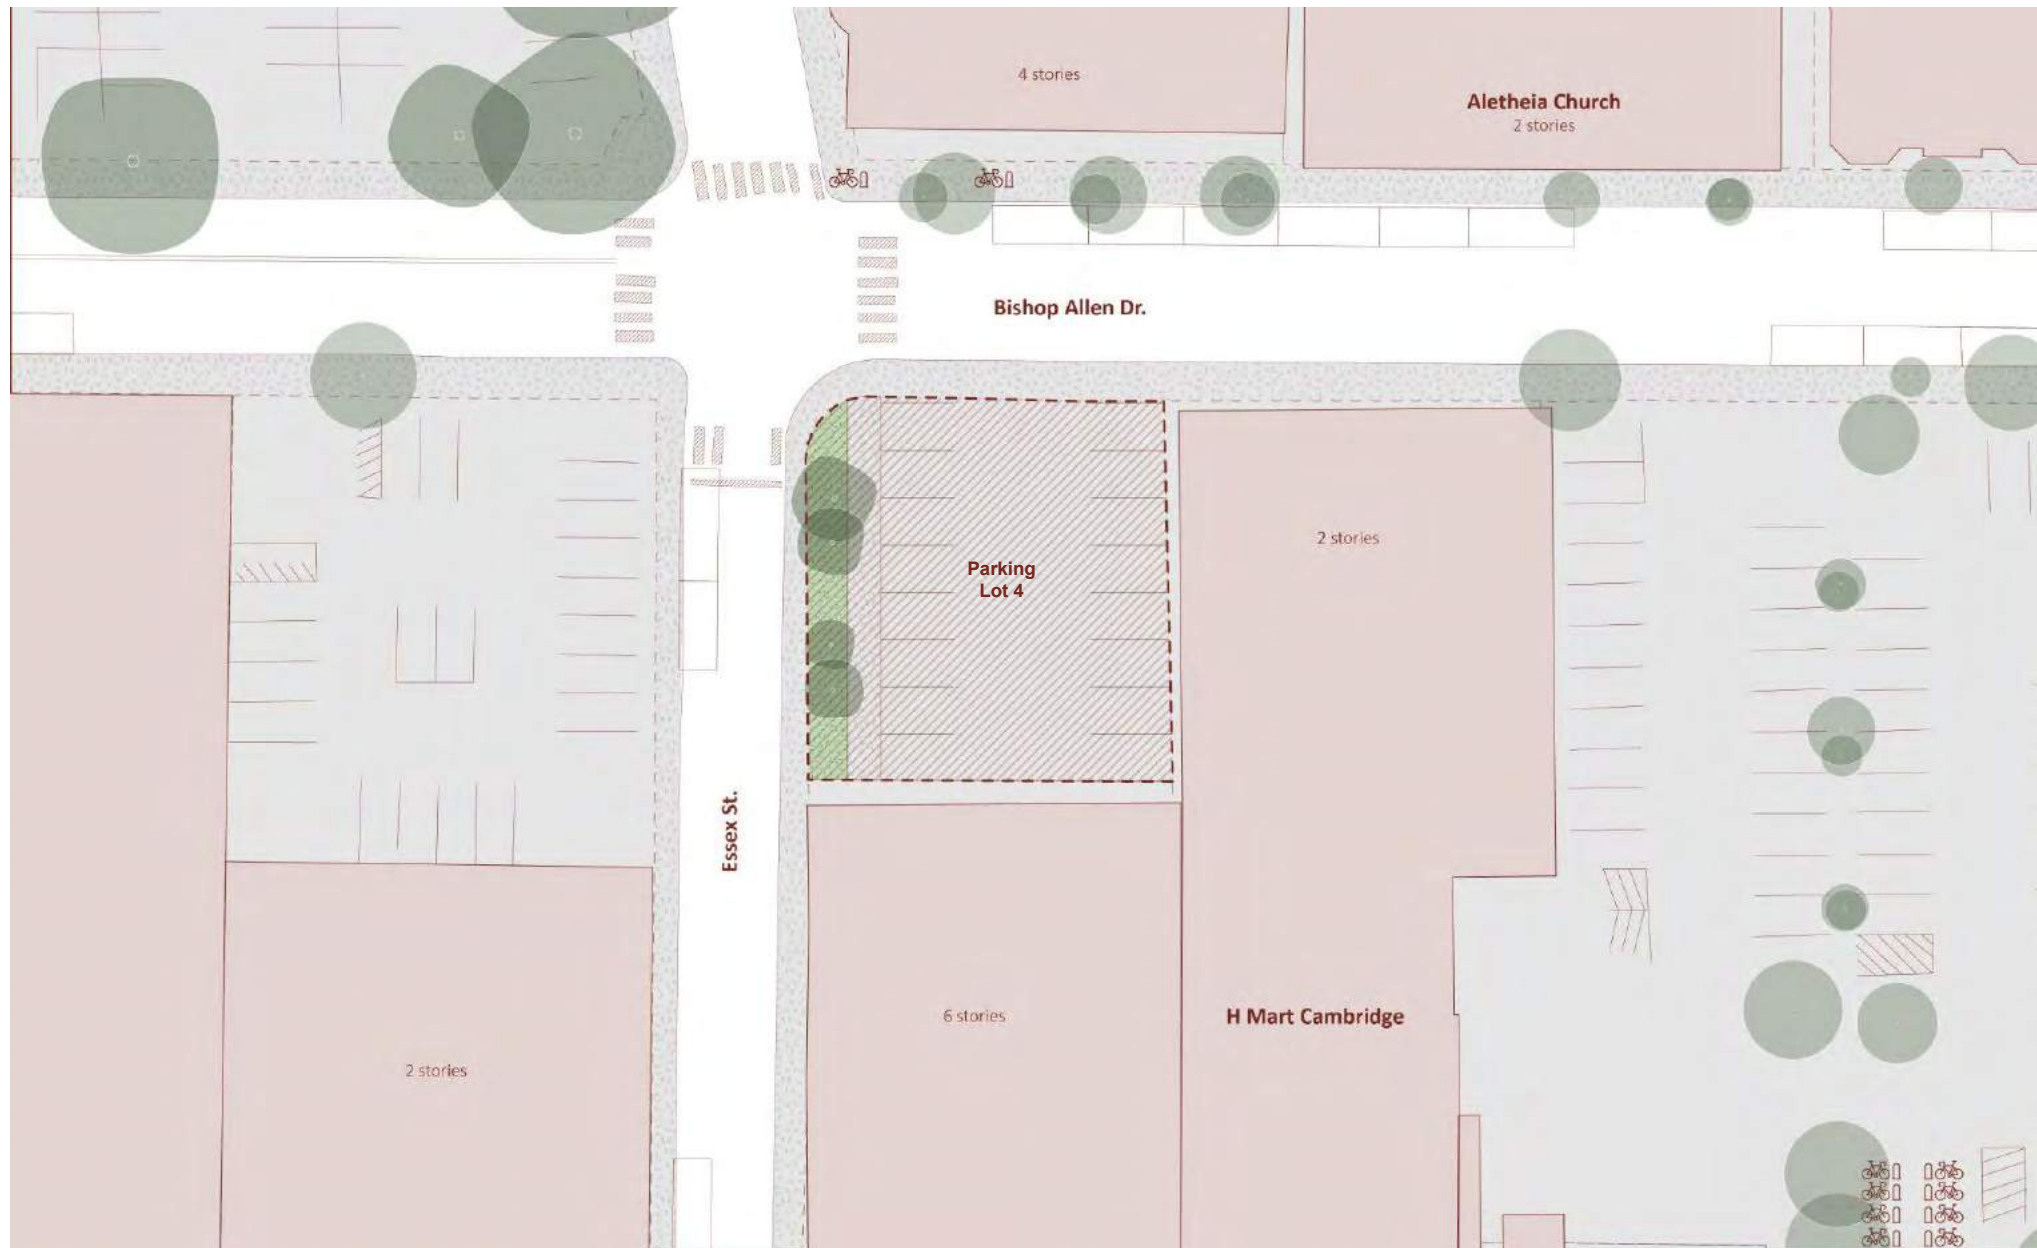 4 stories
Aletheia Church
2 stories
Bishop Allen Dr.
2 stories
Parking
Lot 4
Essex St.
6 stories
H Mart Cambridge
2 stories